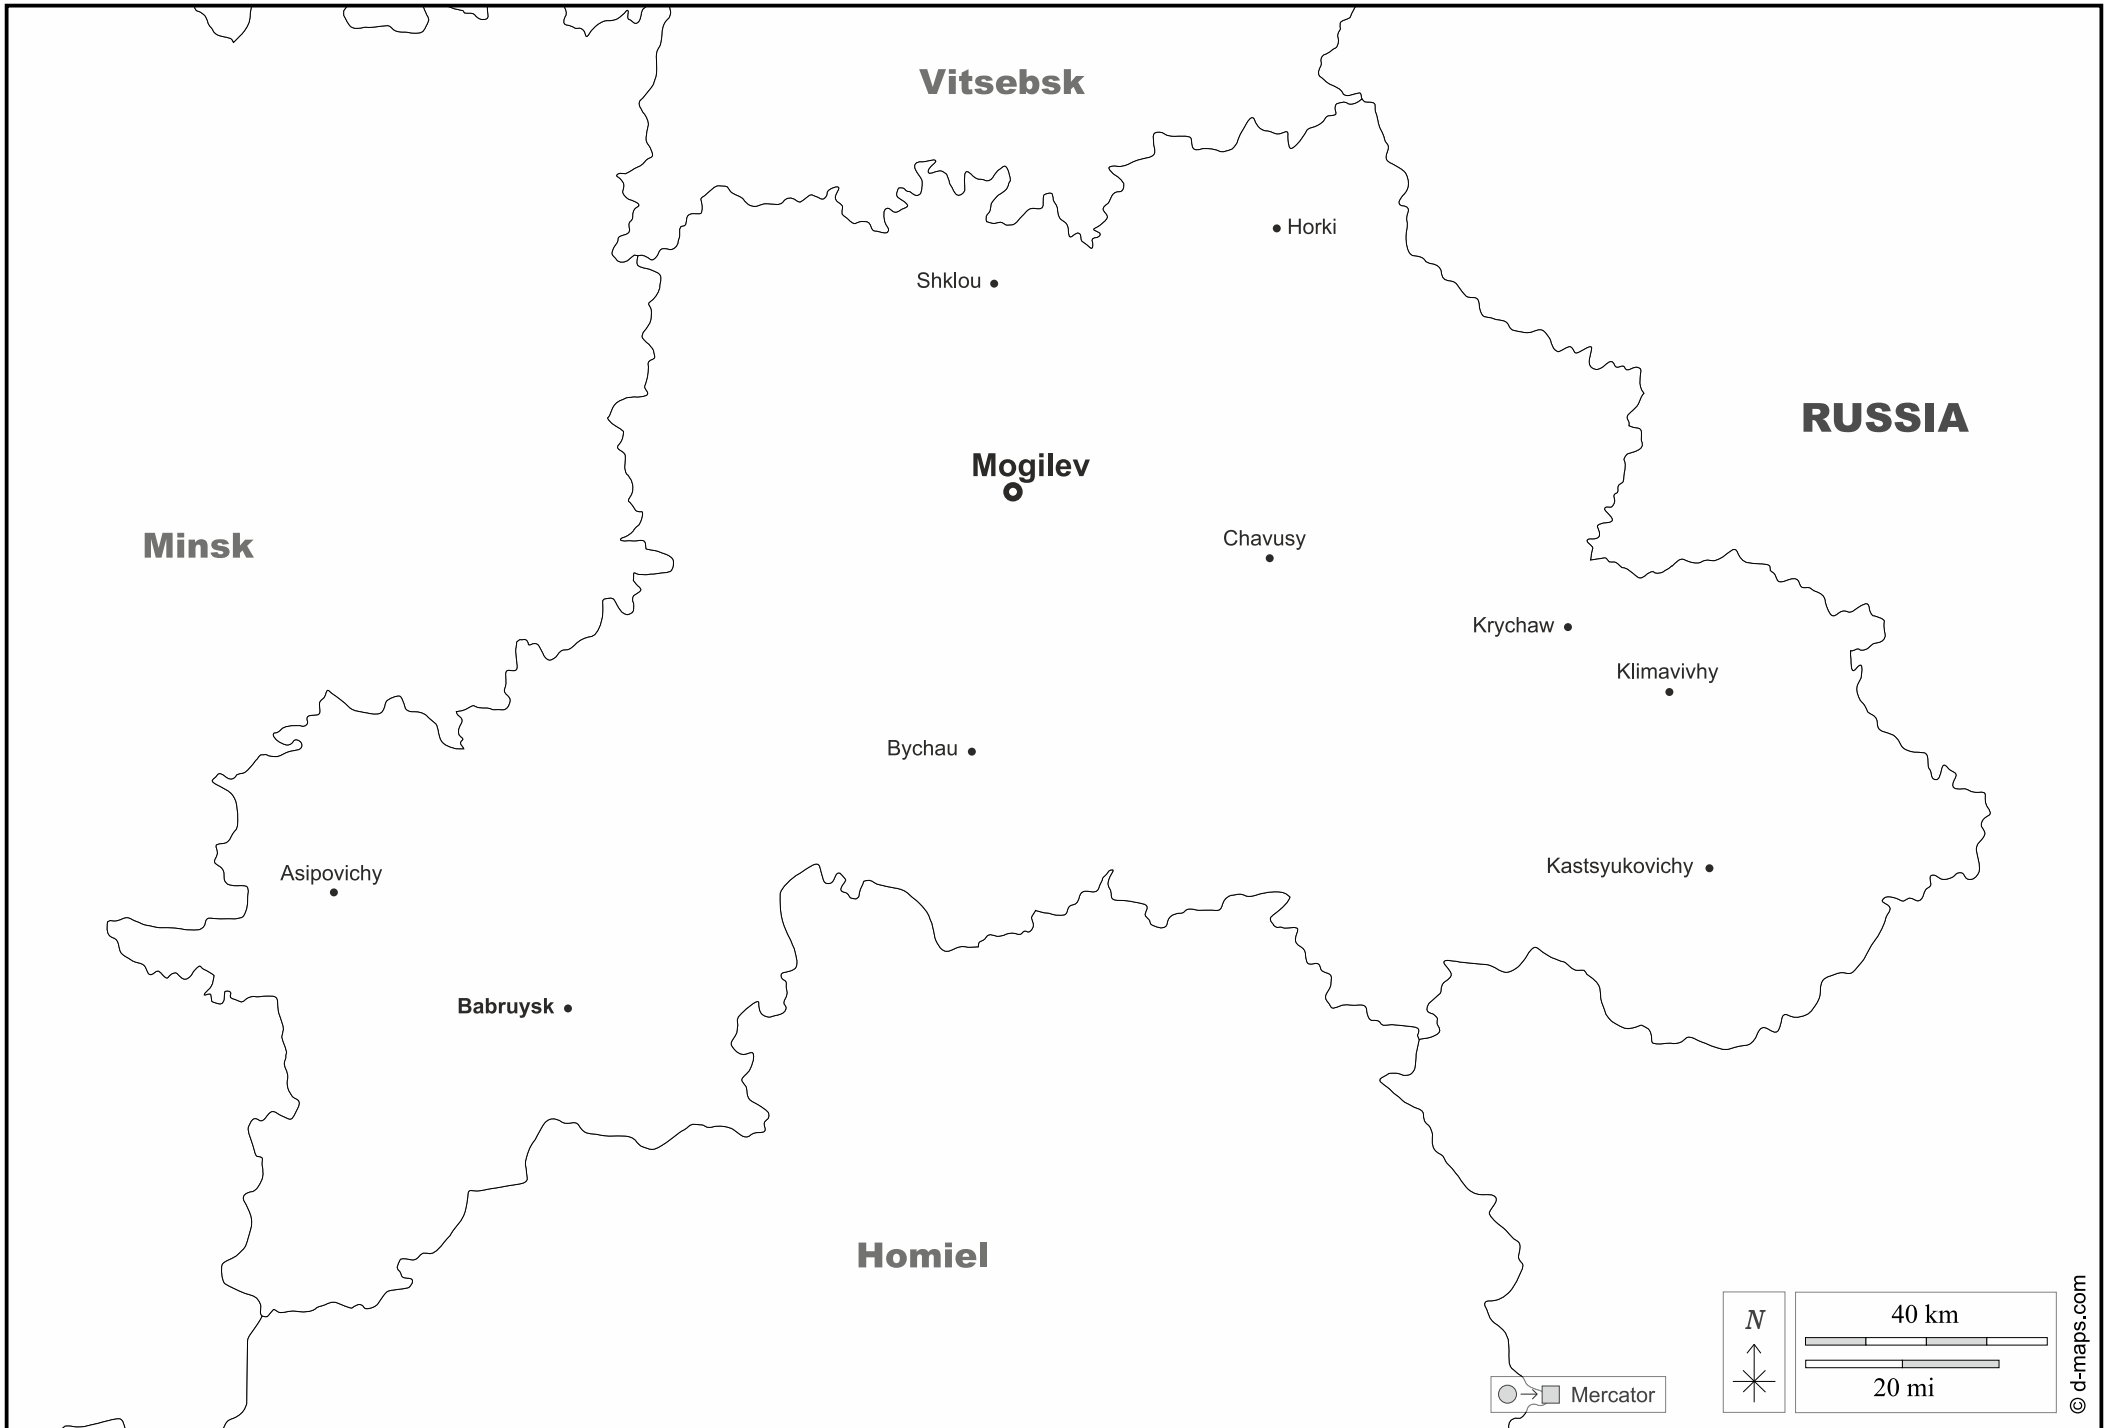 Vitsebsk
Horki
Shklou
RUSSIA
Mogilev
Minsk
Chavusy
Krychaw
Klimavivhy
Bychau
Asipovichy
Kastsyukovichy
Babruysk
Homiel
N
40 km
20 mi
Mercator
© d-maps.com